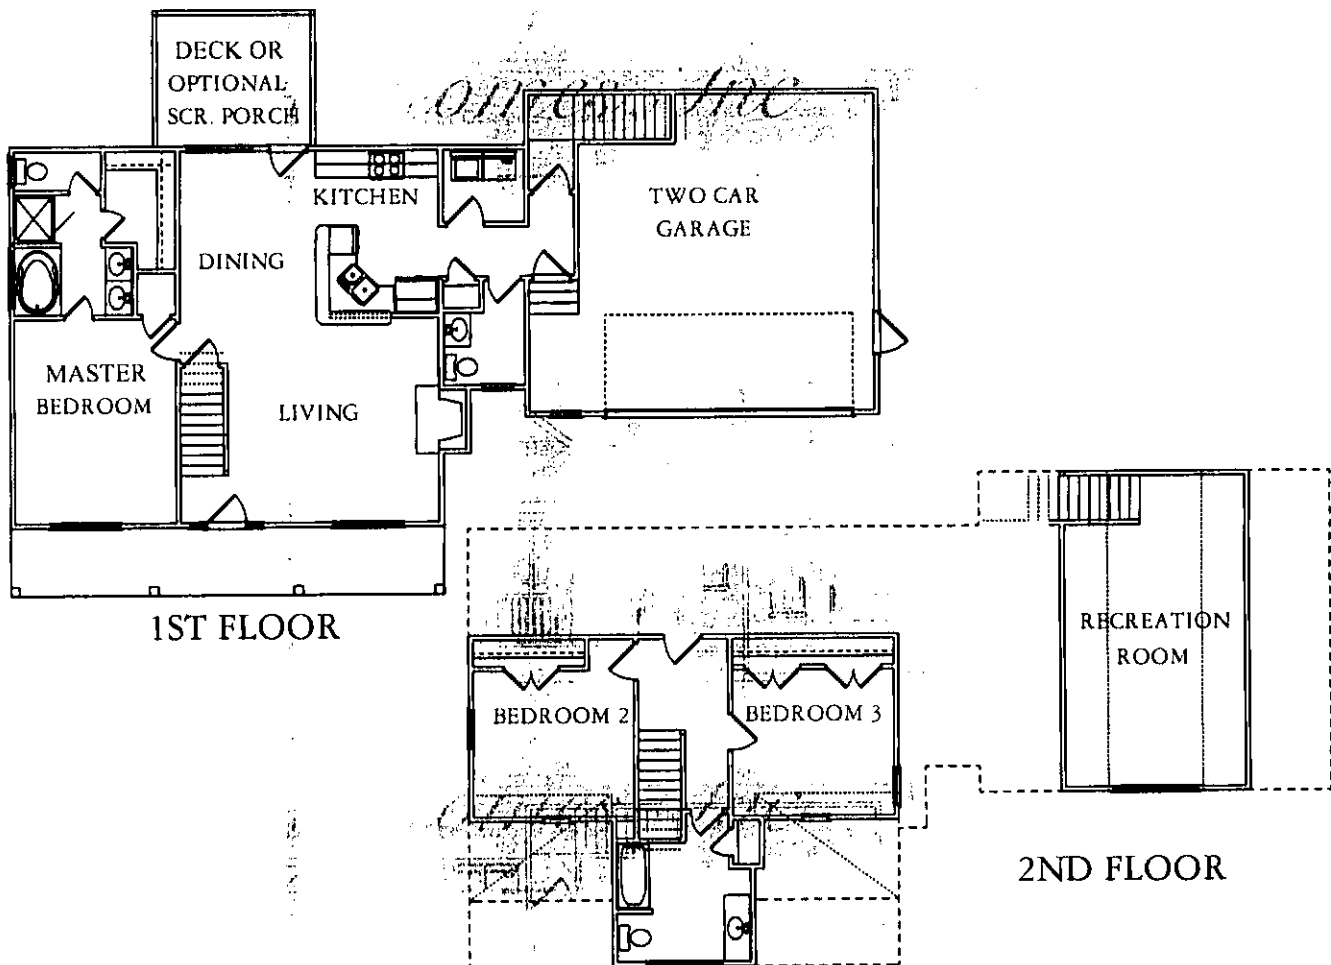 DECK OR
OPTIONAL
SCR. PORCH
KITCHEN
TWO CAR
GARAGE
DINING
MASTER
BEDROOM
LIVING
1ST FLOOR
RECREATION
ROOM
BEDROOM 2
BEDROOM 3
2ND FLOOR